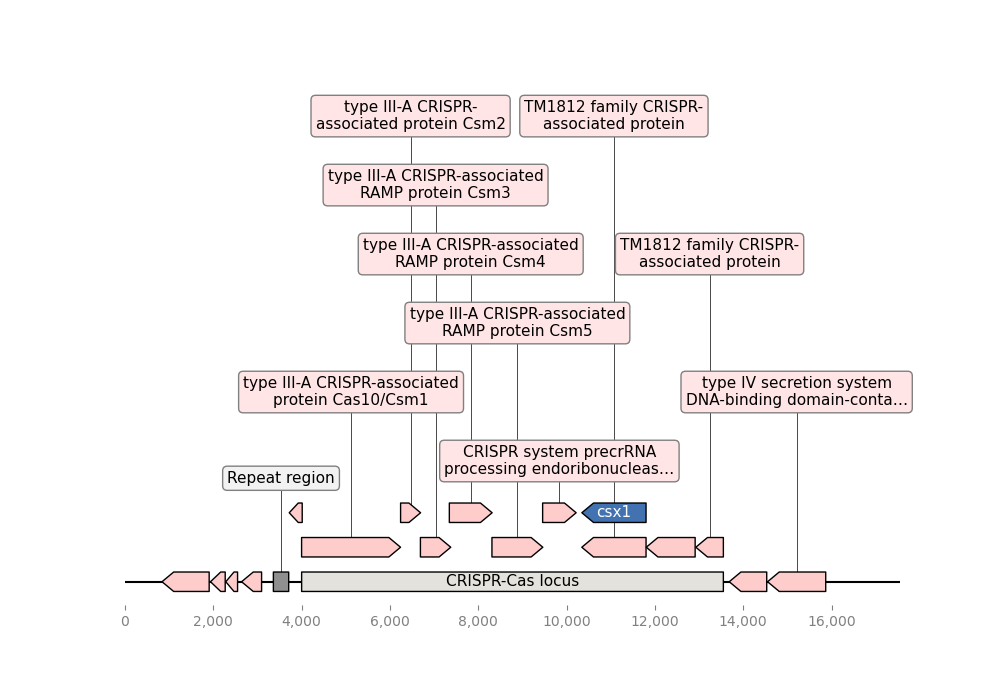 type III-A CRISPR-
associated protein Csm2
TM1812 family CRISPR-
associated protein
type III-A CRISPR-associated
RAMP protein Csm3
type III-A CRISPR-associated
RAMP protein Csm4
TM1812 family CRISPR-
associated protein
type III-A CRISPR-associated
RAMP protein Csm5
type III-A CRISPR-associated
protein Cas10/Csm1
type IV secretion system
DNA-binding domain-conta…
CRISPR system precrRNA
processing endoribonucleas…
Repeat region
csx1
CRISPR-Cas locus
0 2,000 4,000 6,000 8,000 10,000 12,000 14,000 16,000